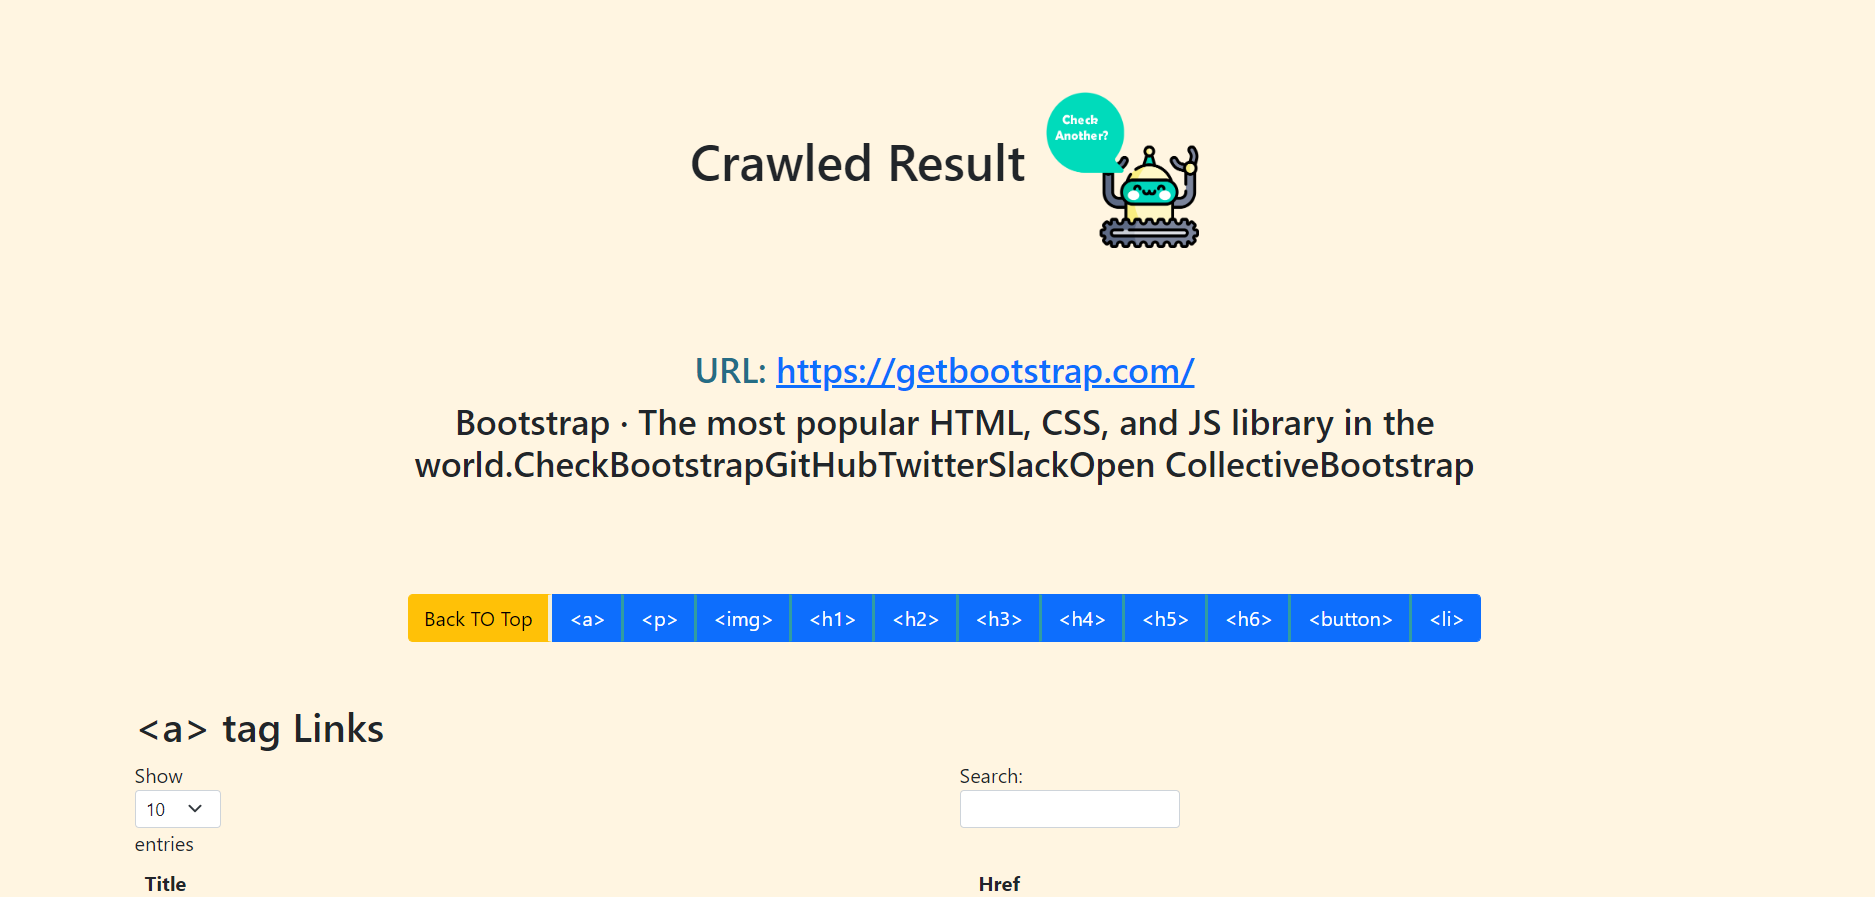 Check
Another?
Crawled Result
URL: https://getbootstrap.com/
Bootstrap · The most popular HTML, CSS, and JS library in the
world.CheckBootstrapGitHubTwitterSlackOpen CollectiveBootstrap
Back TO Top <a> <p> <img> <h1> <h2> <h3> <h4> <h5> <h6> <button> <li>
<a> tag Links
Show Search:
10
entries
Title Href